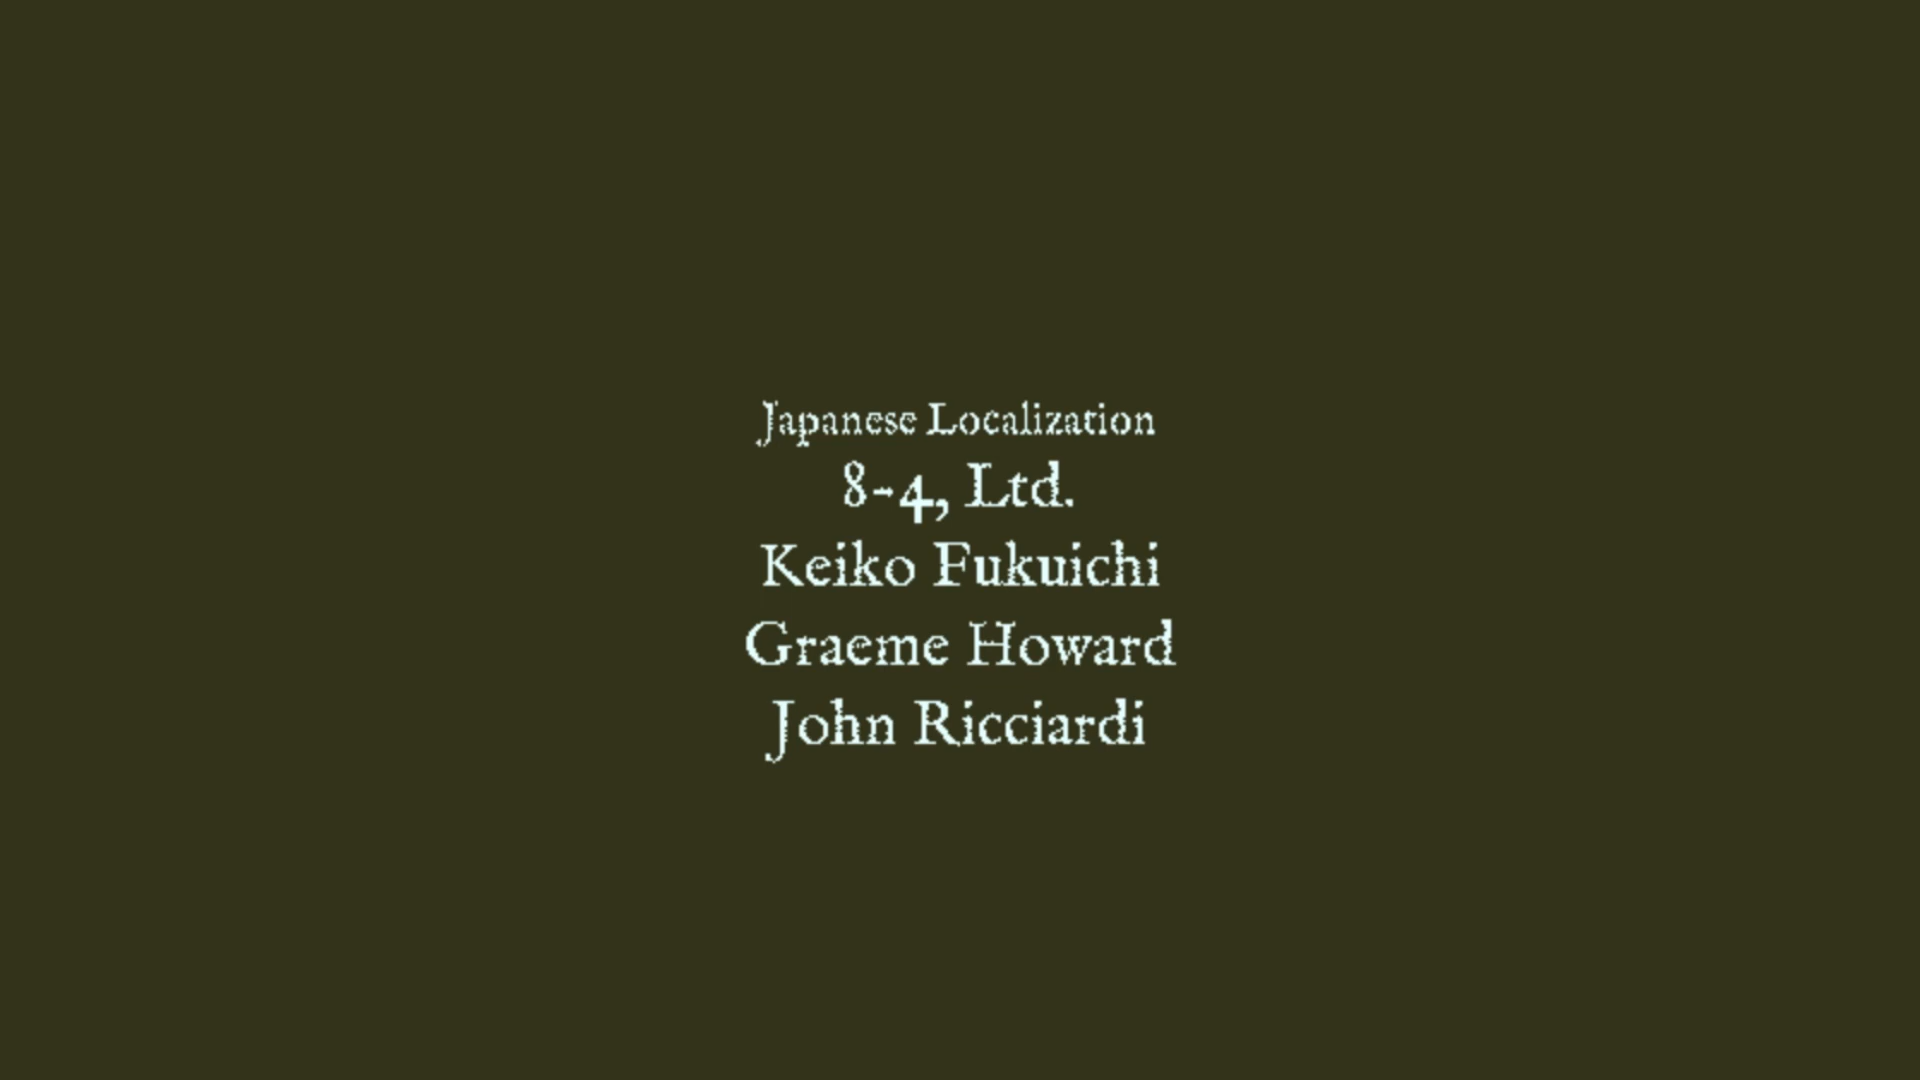 Japanese Localization
8-4, Ltd.
Keiko Fukuichi
Graeme Howard
John Ricciardi